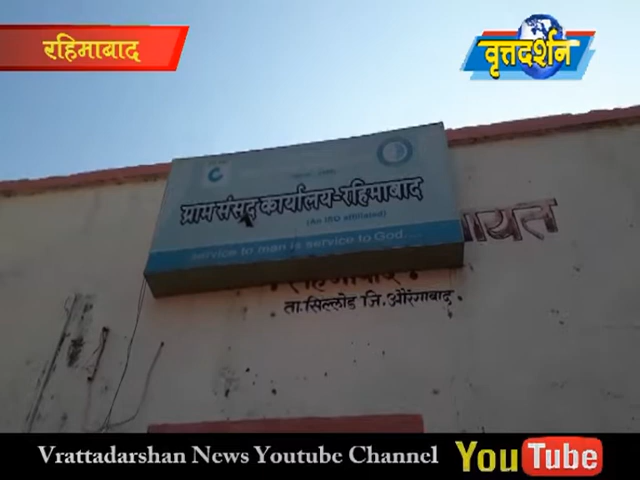 रहिमाबाद
वृत्तदर्शन
ग्राम संसद कार्यालय-रहिमाबाद
(An ISO affiliated)
service to man is service to God....
ता.सिल्लोड जि.औरंगाबाद.
Vrattadarshan News Youtube Channel
YouTube